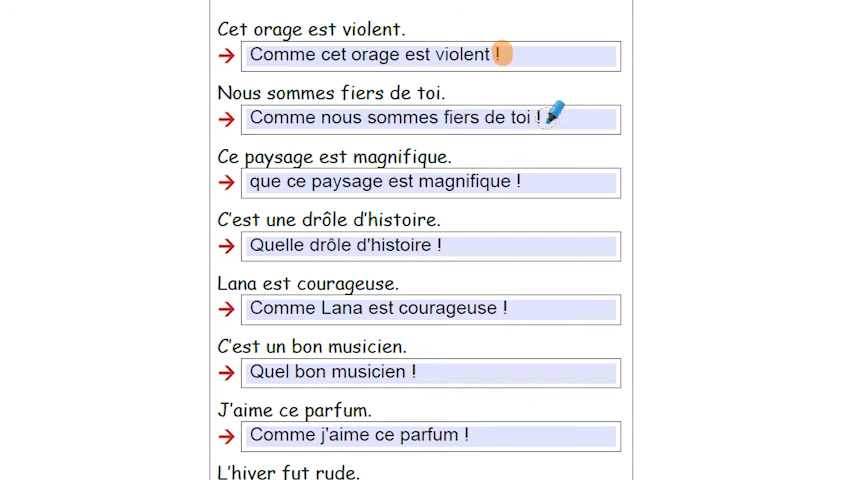 Cet orage est violent.
→ Comme cet orage est violent !
Nous sommes fiers de toi.
→ Comme nous sommes fiers de toi !
Ce paysage est magnifique.
→ que ce paysage est magnifique !
C'est une drôle d'histoire.
→ Quelle drôle d'histoire !
Lana est courageuse.
→ Comme Lana est courageuse !
C'est un bon musicien.
→ Quel bon musicien !
J'aime ce parfum.
→ Comme j'aime ce parfum !
L'hiver fut rude.